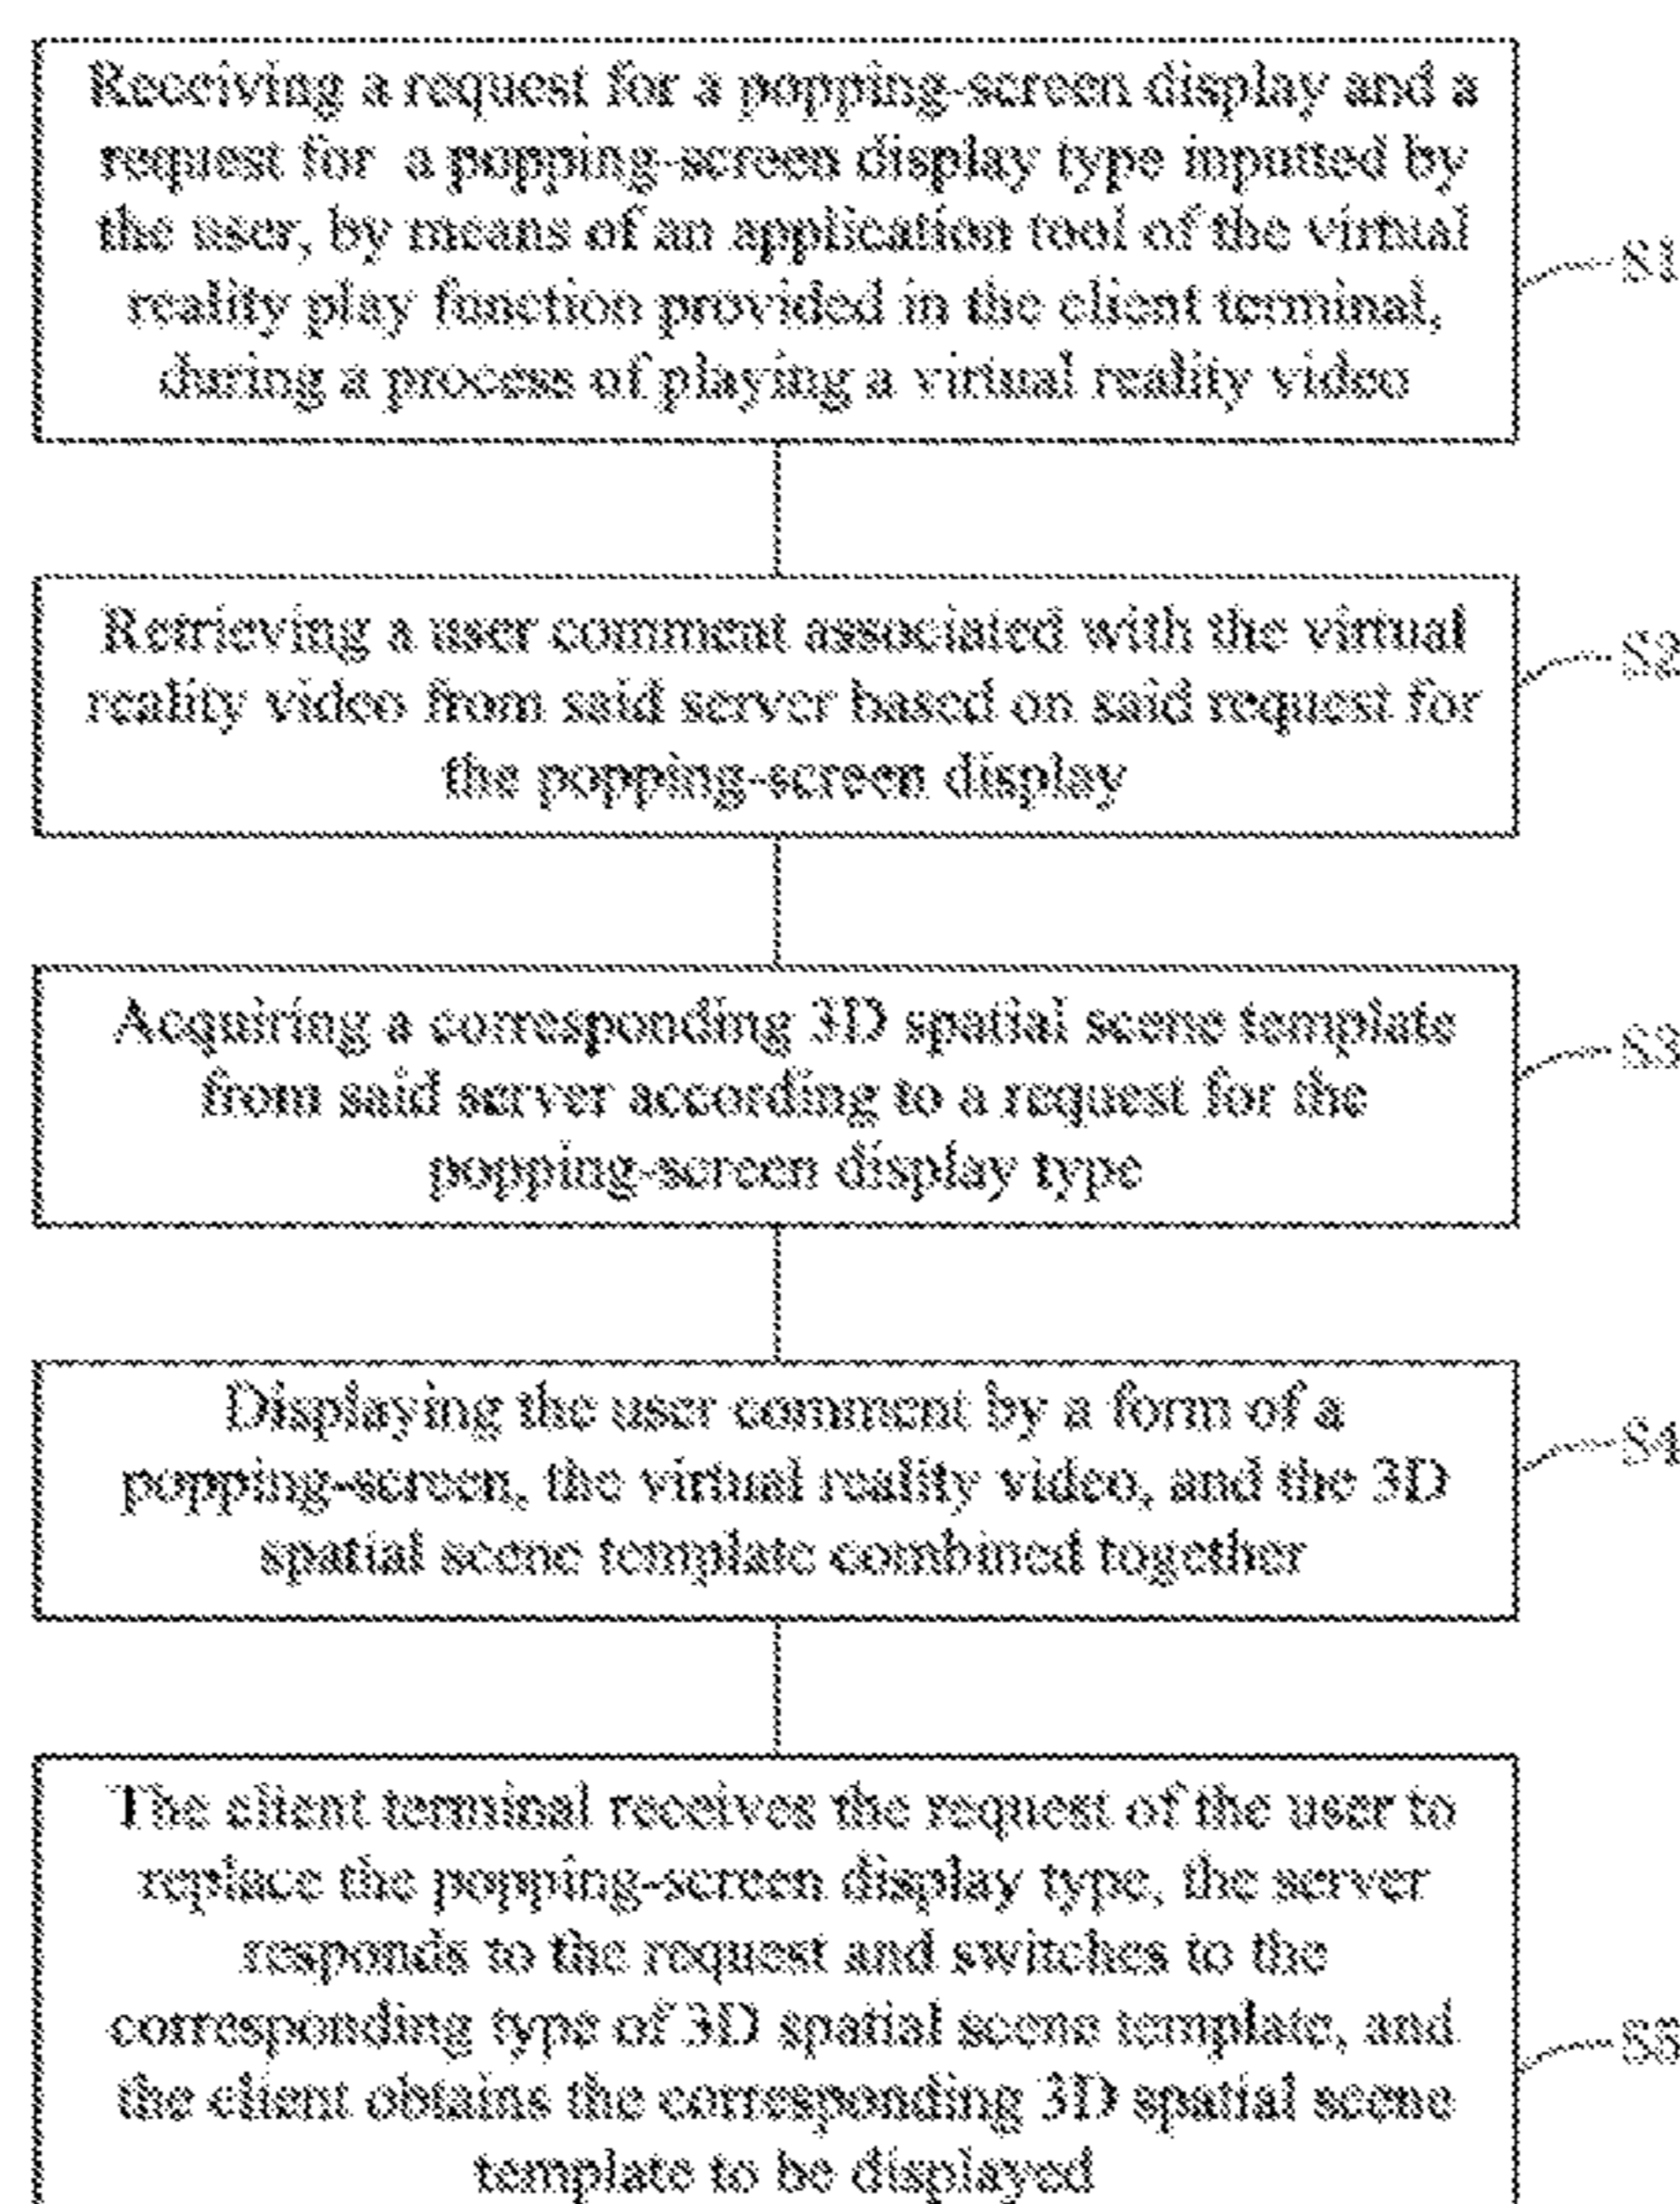 Receiving a request for a popping-screen display and a
request for a popping-screen display type inputted by
the user, by means of an application tool of the virtual
reality play function provided in the client terminal,
during a process of playing a virtual reality video
S1
Retrieving a user comment associated with the virtual
reality video from said server based on said request for
the popping-screen display
S2
Acquiring a corresponding 3D spatial scene template
from said server according to a request for the
popping-screen display type
S3
Displaying the user comment by a form of a
popping-screen, the virtual reality video, and the 3D
spatial scene template combined together
S4
The client terminal receives the request of the user to
replace the popping-screen display type, the server
responds to the request and switches to the
corresponding type of 3D spatial scene template, and
the client obtains the corresponding 3D spatial scene
template to be displayed
S5